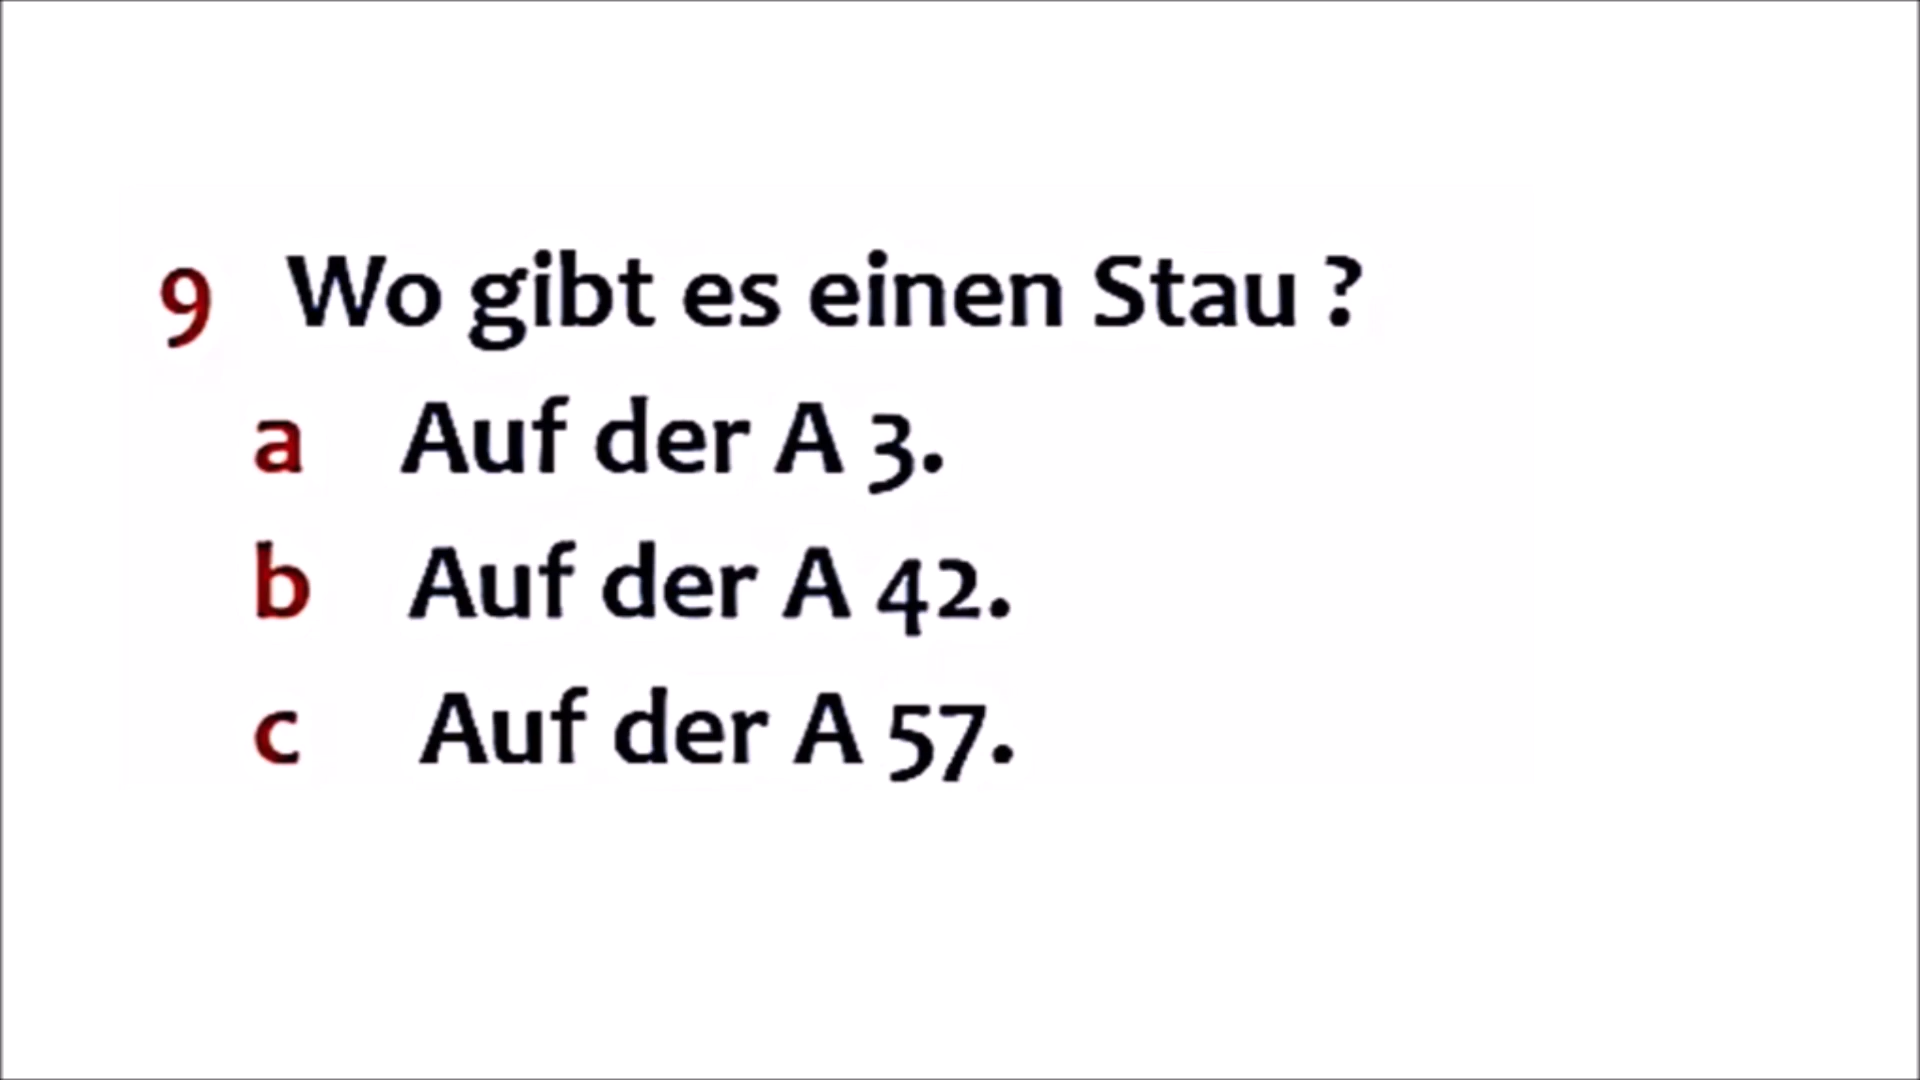 9 Wo gibt es einen Stau ?
a Auf der A 3.
b Auf der A 42.
c Auf der A 57.